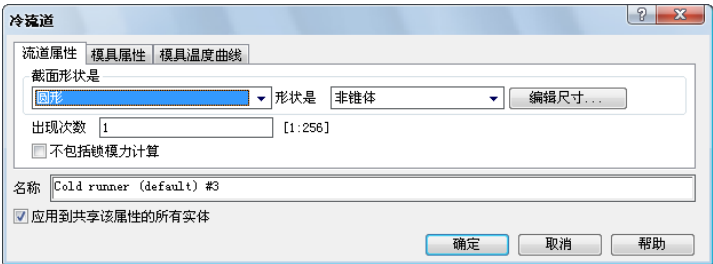 冷流道
流道属性 模具属性 模具温度曲线
截面形状是
圆形 形状是 非锥体 编辑尺寸...
出现次数 1 [1:256]
不包括锁模力计算
名称 Cold runner (default) #3
应用到共享该属性的所有实体
确定 取消 帮助